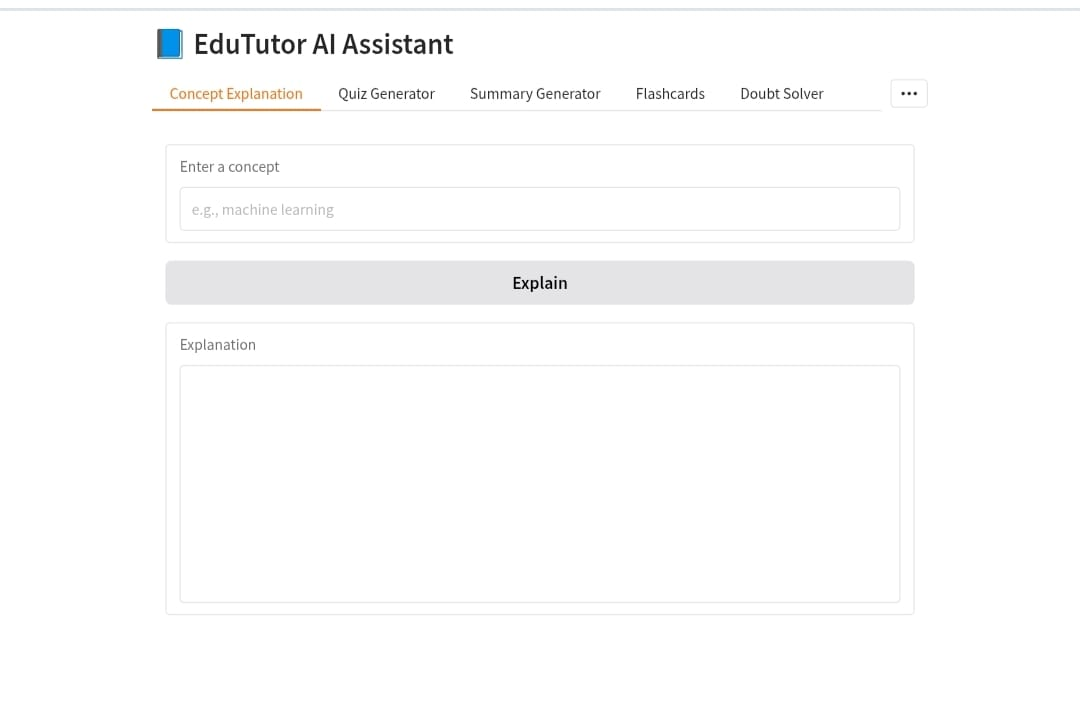 📘 EduTutor AI Assistant
Concept Explanation Quiz Generator Summary Generator Flashcards Doubt Solver ...
Enter a concept
e.g., machine learning
Explain
Explanation